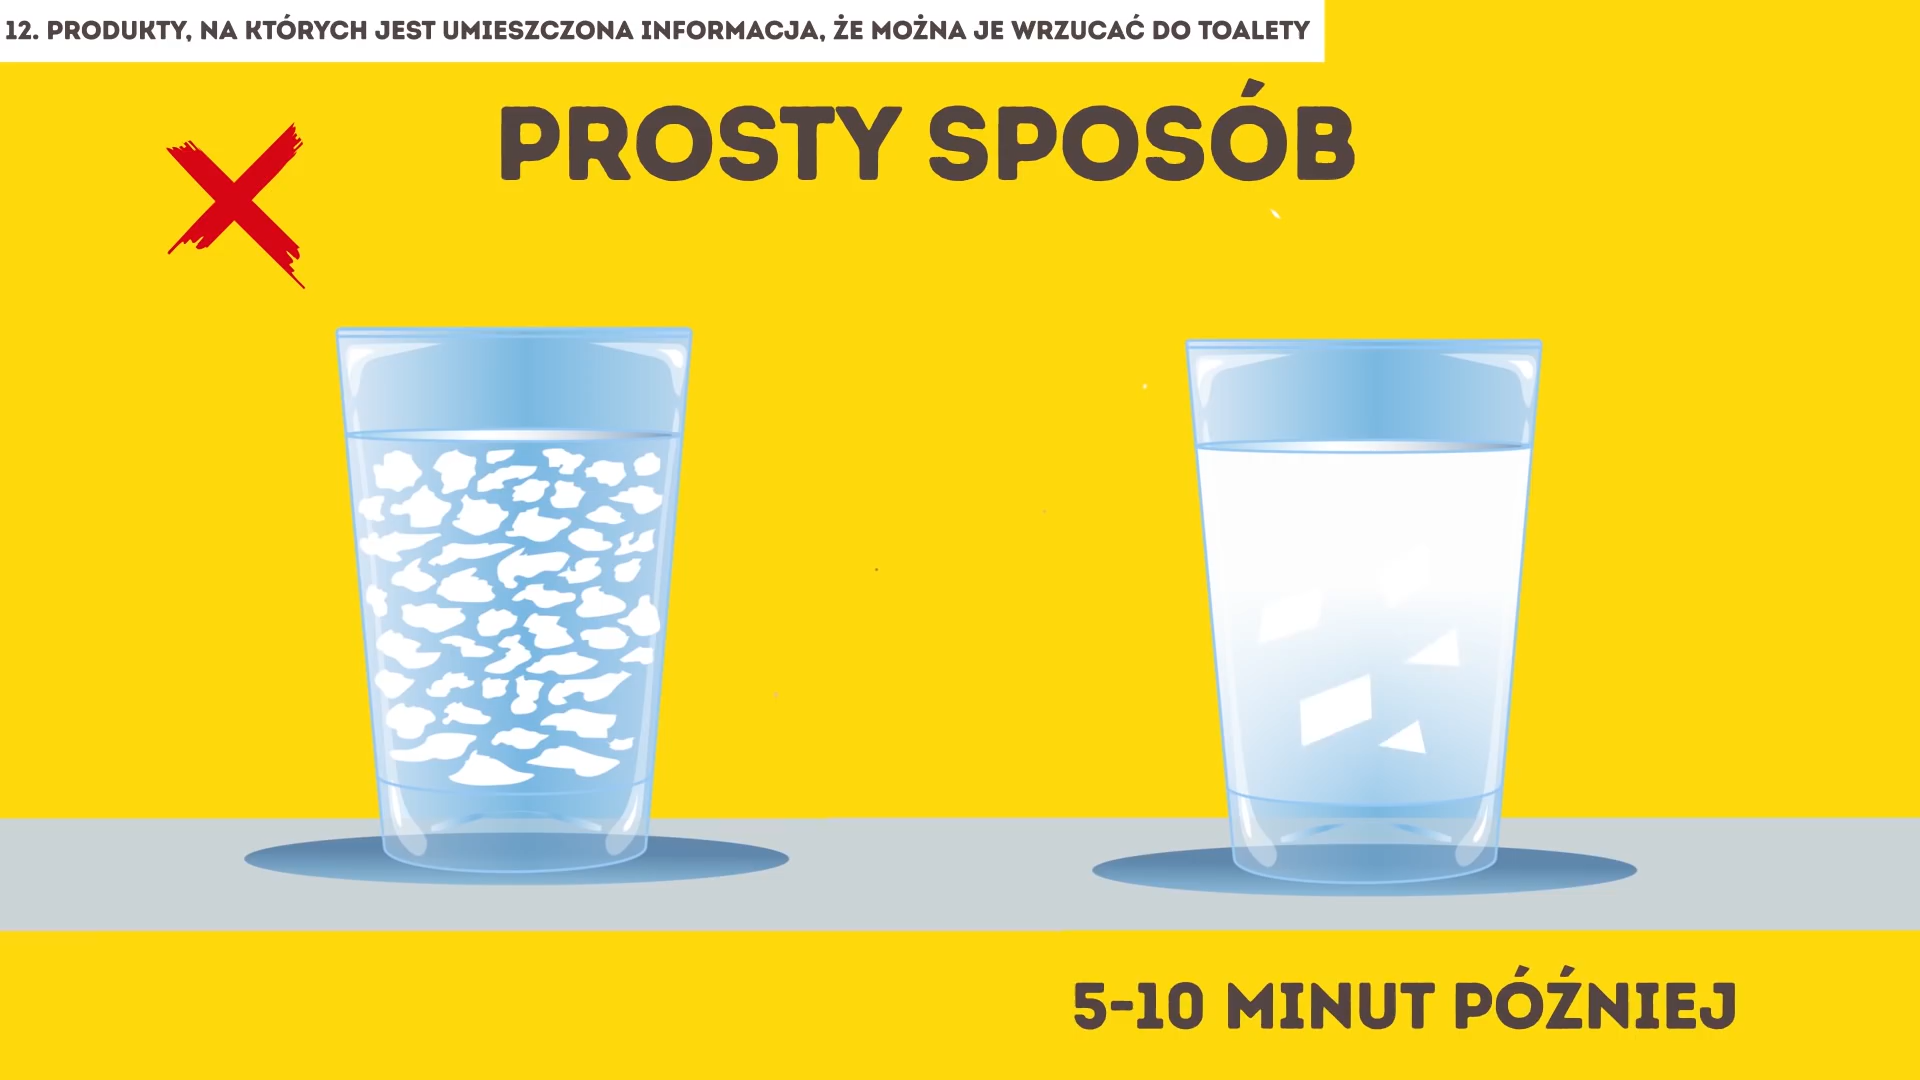 12. PRODUKTY, NA KTÓRYCH JEST UMIESZCZONA INFORMACJA, ŻE MOŻNA JE WRZUCAĆ DO TOALETY
PROSTY SPOSÓB
5-10 MINUT PÓŹNIEJ